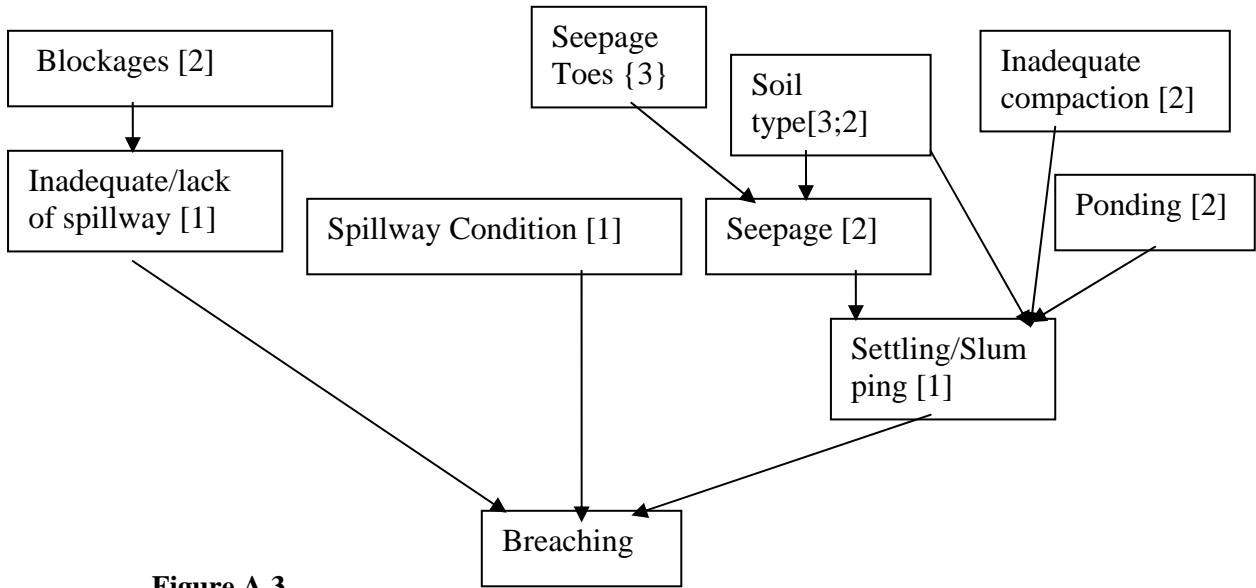 Blockages [2]
Seepage
Toes {3}
Soil
type[3;2]
Inadequate
compaction [2]
Inadequate/lack
of spillway [1]
Spillway Condition [1]
Seepage [2]
Ponding [2]
Settling/Slum
ping [1]
Breaching
Figure A.3